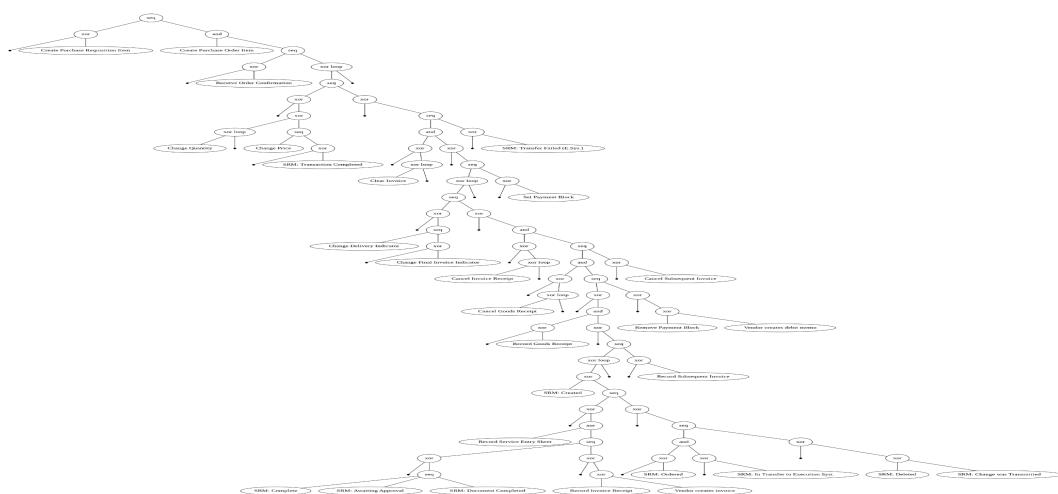 seq
xor
and
Create Purchase Requisition Item
Create Purchase Order Item
seq
xor
xor loop
Receive Order Confirmation
seq
xor
xor
xor
seq
xor loop
seq
and
xor
Change Quantity
Change Price
xor
xor
xor
SRM: Transfer Failed (E.Sys.)
SRM: Transaction Completed
xor loop
seq
Clear Invoice
xor loop
xor
seq
Set Payment Block
xor
xor
seq
and
Change Delivery Indicator
xor
xor
seq
Change Final Invoice Indicator
xor loop
and
xor
Cancel Invoice Receipt
xor
seq
Cancel Subsequent Invoice
xor loop
xor
xor
Cancel Goods Receipt
and
xor
xor
xor
Remove Payment Block
Vendor creates debit memo
Record Goods Receipt
seq
xor loop
xor
xor
Record Subsequent Invoice
SRM: Created
seq
xor
xor
xor
seq
Record Service Entry Sheet
seq
and
xor
xor
xor
xor
xor
xor
seq
xor
SRM: Ordered
SRM: In Transfer to Execution Syst.
SRM: Deleted
SRM: Change was Transmitted
SRM: Complete
SRM: Awaiting Approval
SRM: Document Completed
Record Invoice Receipt
Vendor creates invoice